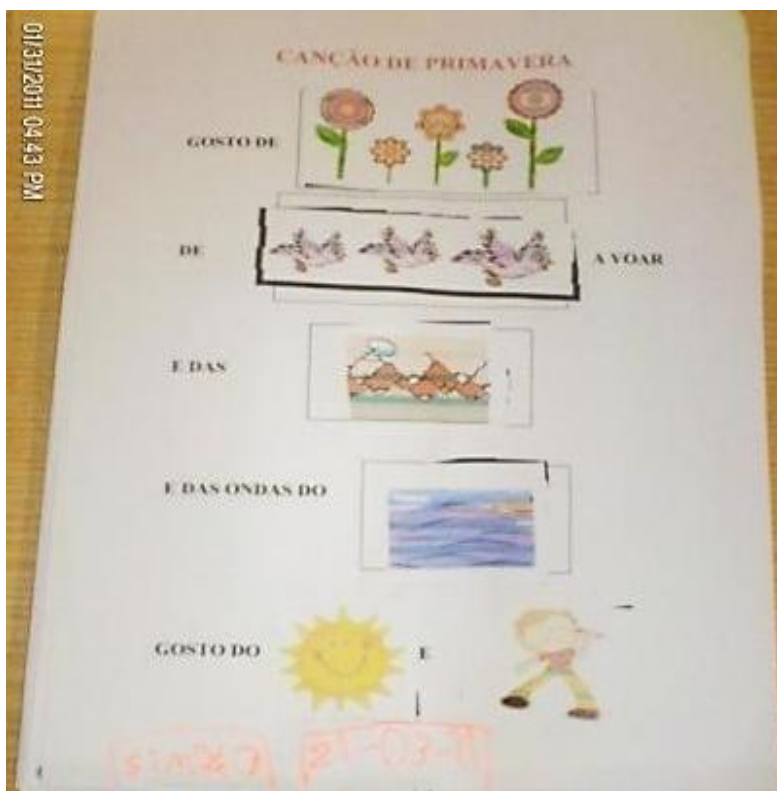 01/31/2011 04:43 PM
CANÇÃO DE PRIMAVERA
GOSTO DE
DE A VOAR
E DAS
E DAS ONDAS DO
GOSTO DO E